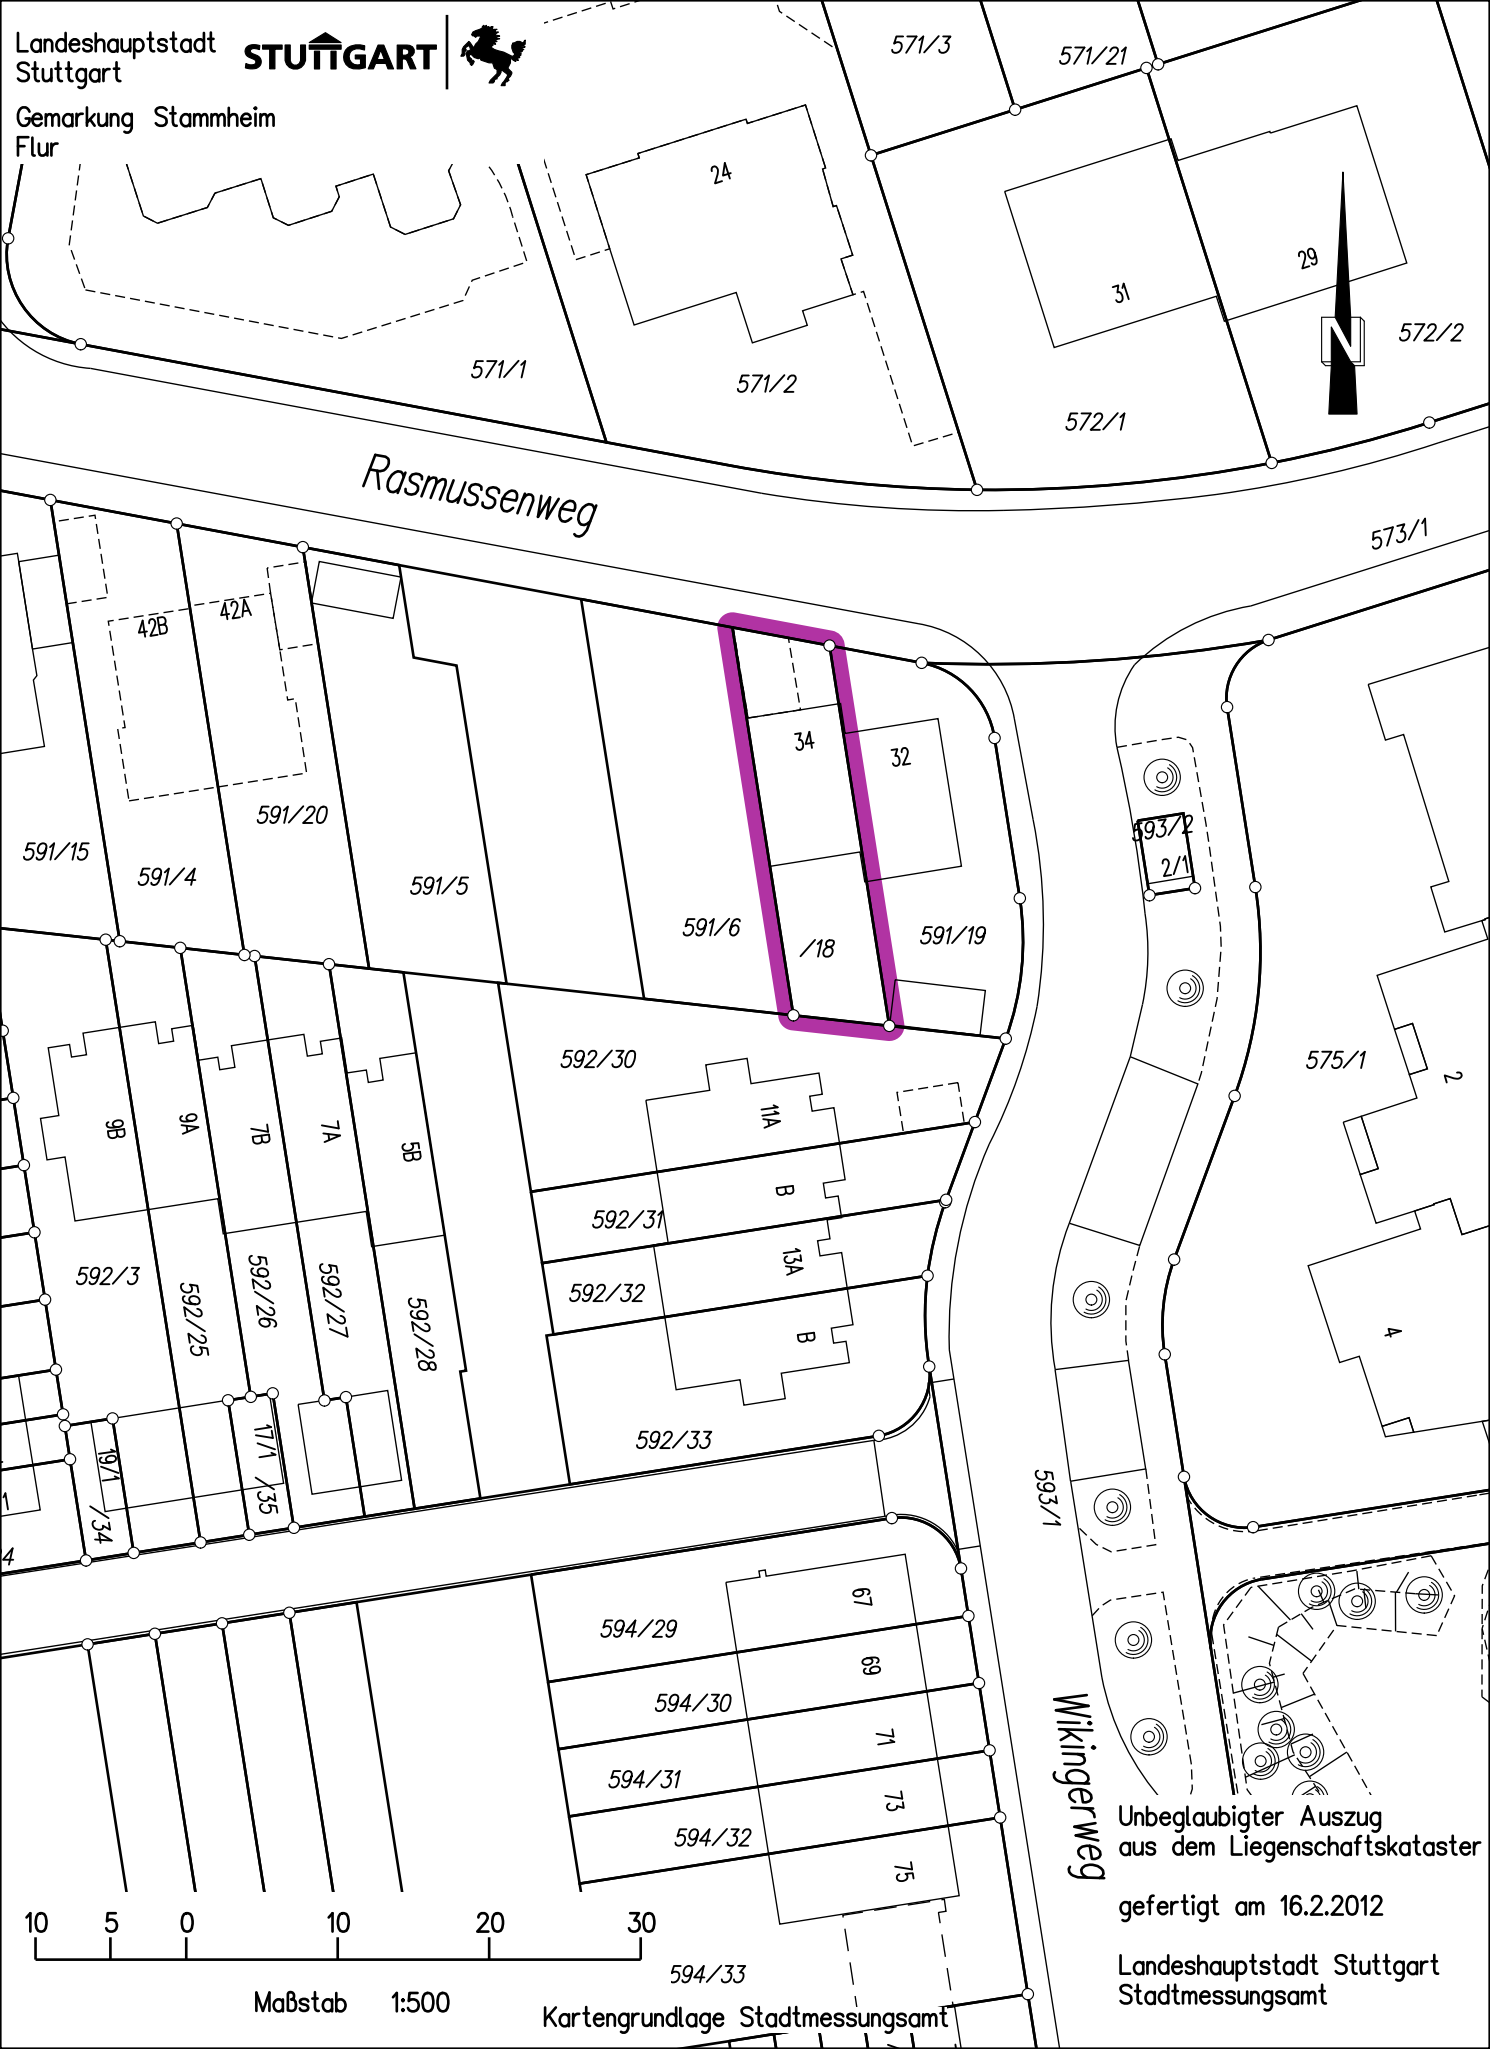 Landeshauptstadt
Stuttgart
STUTTGART
Gemarkung Stammheim
Flur
571/3
571/21
24
31
29
572/2
571/1
571/2
572/1
N
Rasmussenweg
573/1
42B
42A
34
32
593/2
2/1
591/15
591/4
591/20
591/5
591/6
/18
591/19
592/30
575/1
2
9B
9A
7B
7A
5B
11A
B
592/31
13A
592/32
B
592/3
592/25
592/26
592/27
592/28
4
592/33
19/1
17/1
/34
/35
1
4
593/1
67
594/29
69
594/30
71
594/31
73
594/32
75
594/33
Wikingerweg
Unbeglaubigter Auszug
aus dem Liegenschaftskataster
gefertigt am 16.2.2012
Landeshauptstadt Stuttgart
Stadtmessungsamt
10 5 0 10 20 30
Maßstab 1:500
Kartengrundlage Stadtmessungsamt